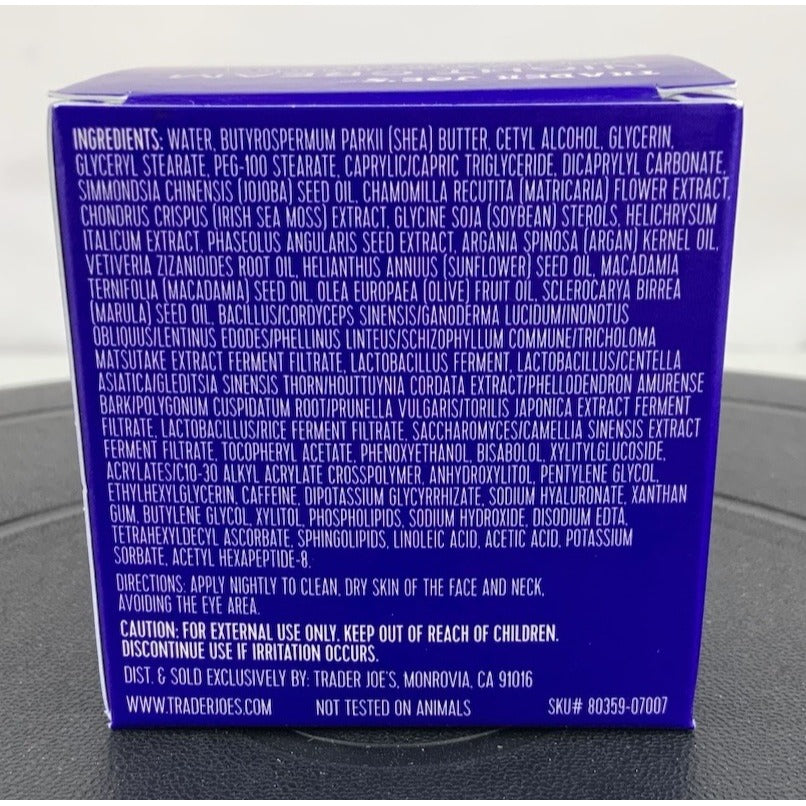 TRADER JOE'S
NIGHT CREAM
INGREDIENTS: WATER, BUTYROSPERMUM PARKII (SHEA) BUTTER, CETYL ALCOHOL, GLYCERIN,
GLYCERYL STEARATE, PEG-100 STEARATE, CAPRYLIC/CAPRIC TRIGLYCERIDE, DICAPRYLYL CARBONATE,
SIMMONDSIA CHINENSIS (JOJOBA) SEED OIL, CHAMOMILLA RECUTITA (MATRICARIA) FLOWER EXTRACT,
CHONDRUS CRISPUS (IRISH SEA MOSS) EXTRACT, GLYCINE SOJA (SOYBEAN) STEROLS, HELICHRYSUM
ITALICUM EXTRACT, PHASEOLUS ANGULARIS SEED EXTRACT, ARGANIA SPINOSA (ARGAN) KERNEL OIL,
VETIVERIA ZIZANIOIDES ROOT OIL, HELIANTHUS ANNUUS (SUNFLOWER) SEED OIL, MACADAMIA
TERNIFOLIA (MACADAMIA) SEED OIL, OLEA EUROPAEA (OLIVE) FRUIT OIL, SCLEROCARYA BIRREA
(MARULA) SEED OIL, BACILLUS/CORDYCEPS SINENSIS/GANODERMA LUCIDUM/INONOTUS
OBLIQUUS/LENTINUS EDODES/PHELLINUS LINTEUS/SCHIZOPHYLLUM COMMUNE/TRICHOLOMA
MATSUTAKE EXTRACT FERMENT FILTRATE, LACTOBACILLUS FERMENT, LACTOBACILLUS/CENTELLA
ASIATICA/GLEDITSIA SINENSIS THORN/HOUTTUYNIA CORDATA EXTRACT/PHELLODENDRON AMURENSE
BARK/POLYGONUM CUSPIDATUM ROOT/PRUNELLA VULGARIS/TORILIS JAPONICA EXTRACT FERMENT
FILTRATE, LACTOBACILLUS/RICE FERMENT FILTRATE, SACCHAROMYCES/CAMELLIA SINENSIS EXTRACT
FERMENT FILTRATE, TOCOPHERYL ACETATE, PHENOXYETHANOL, BISABOLOL, XYLITYLGLUCOSIDE,
ACRYLATES/C10-30 ALKYL ACRYLATE CROSSPOLYMER, ANHYDROXYLITOL, PENTYLENE GLYCOL,
ETHYLHEXYLGLYCERIN, CAFFEINE, DIPOTASSIUM GLYCYRRHIZATE, SODIUM HYALURONATE, XANTHAN
GUM, BUTYLENE GLYCOL, XYLITOL, PHOSPHOLIPIDS, SODIUM HYDROXIDE, DISODIUM EDTA,
TETRAHEXYLDECYL ASCORBATE, SPHINGOLIPIDS, LINOLEIC ACID, ACETIC ACID, POTASSIUM
SORBATE, ACETYL HEXAPEPTIDE-8.
DIRECTIONS: APPLY NIGHTLY TO CLEAN, DRY SKIN OF THE FACE AND NECK,
AVOIDING THE EYE AREA.
CAUTION: FOR EXTERNAL USE ONLY. KEEP OUT OF REACH OF CHILDREN.
DISCONTINUE USE IF IRRITATION OCCURS.
DIST. & SOLD EXCLUSIVELY BY: TRADER JOE'S, MONROVIA, CA 91016
WWW.TRADERJOES.COM NOT TESTED ON ANIMALS SKU# 80359-07007